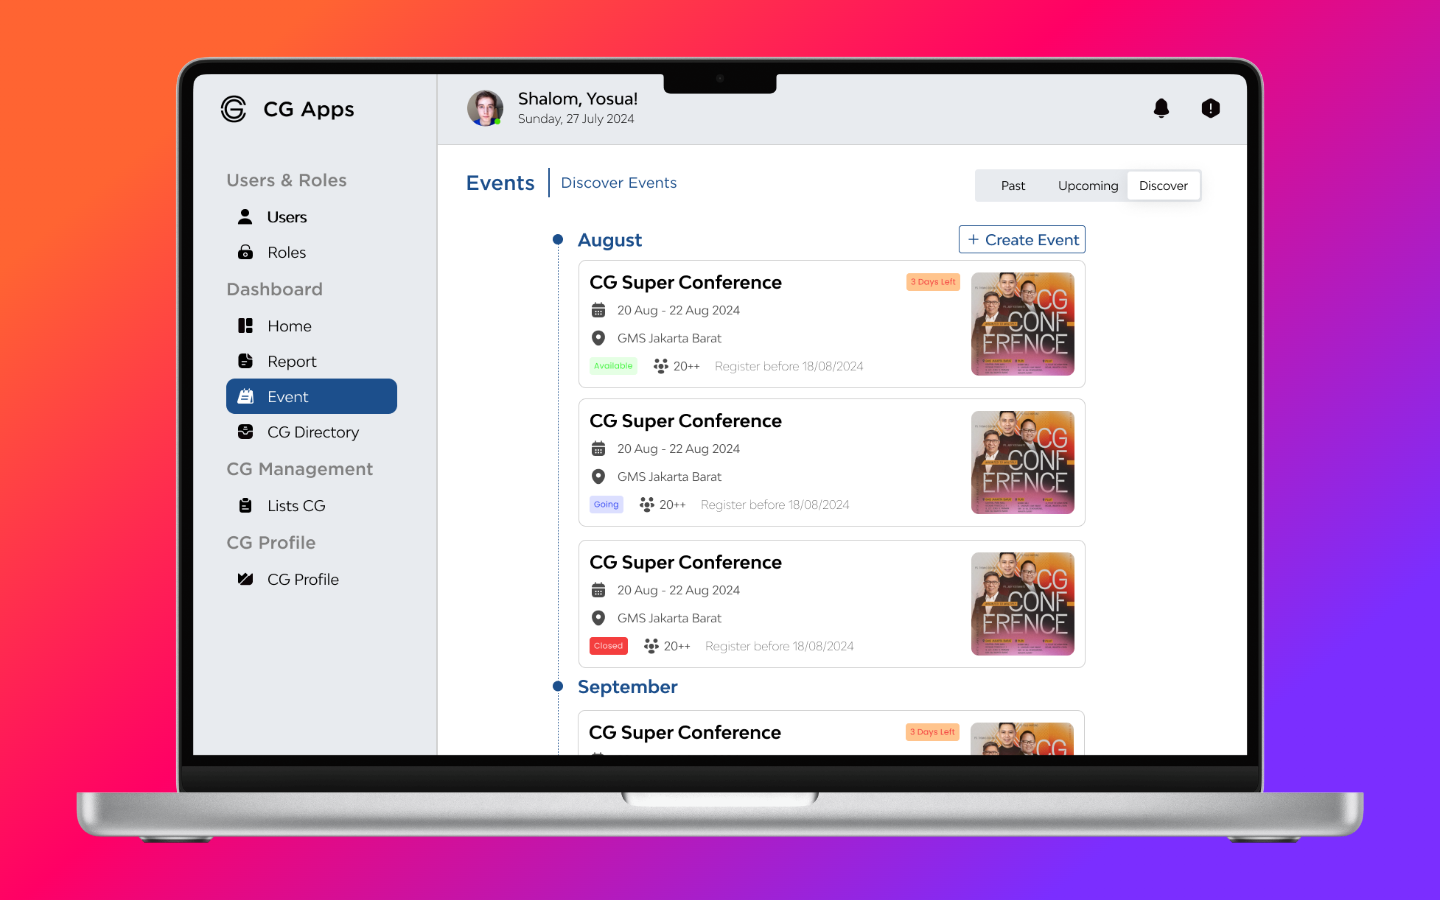 CG Apps
Users & Roles
Users
Roles
Dashboard
Home
Report
Event
CG Directory
CG Management
Lists CG
CG Profile
CG Profile
Shalom, Yosua!
Sunday, 27 July 2024
Events
Discover Events
Past
Upcoming
Discover
August
+ Create Event
CG Super Conference
3 Days Left
20 Aug - 22 Aug 2024
GMS Jakarta Barat
Available
20++
Register before 18/08/2024
CG
CONF
ERENCE
CG Super Conference
20 Aug - 22 Aug 2024
GMS Jakarta Barat
Going
20++
Register before 18/08/2024
CG
CONF
ERENCE
CG Super Conference
20 Aug - 22 Aug 2024
GMS Jakarta Barat
Closed
20++
Register before 18/08/2024
CG
CONF
ERENCE
September
CG Super Conference
3 Days Left
CG